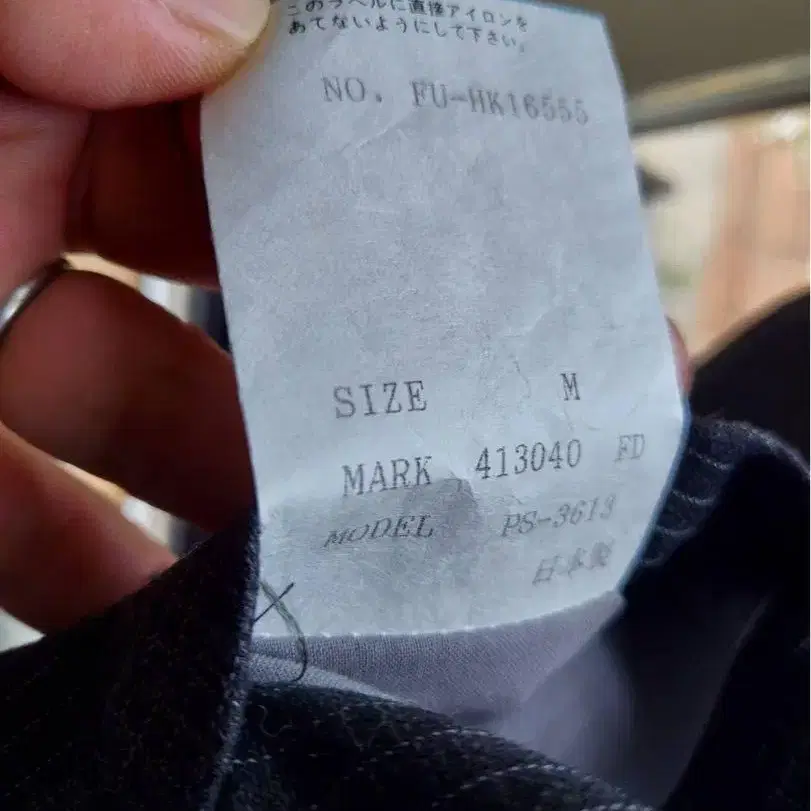 このラベルに直接アイロンを
あてないようにして下さい。
NO. FU-HK16555
SIZE M
MARK 413040 FD
MODEL PS-3613
日本製